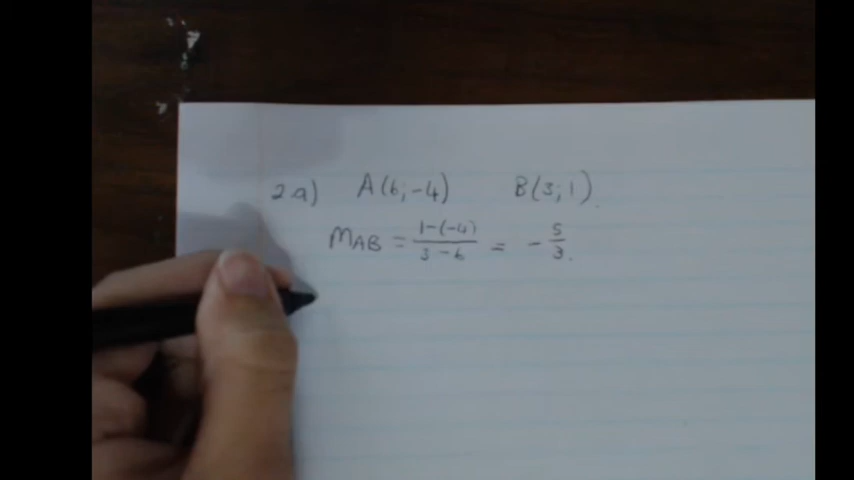 2a) A(6;-4) B(3;1).
MAB = 1-(-4)/3-6 = -5/3.